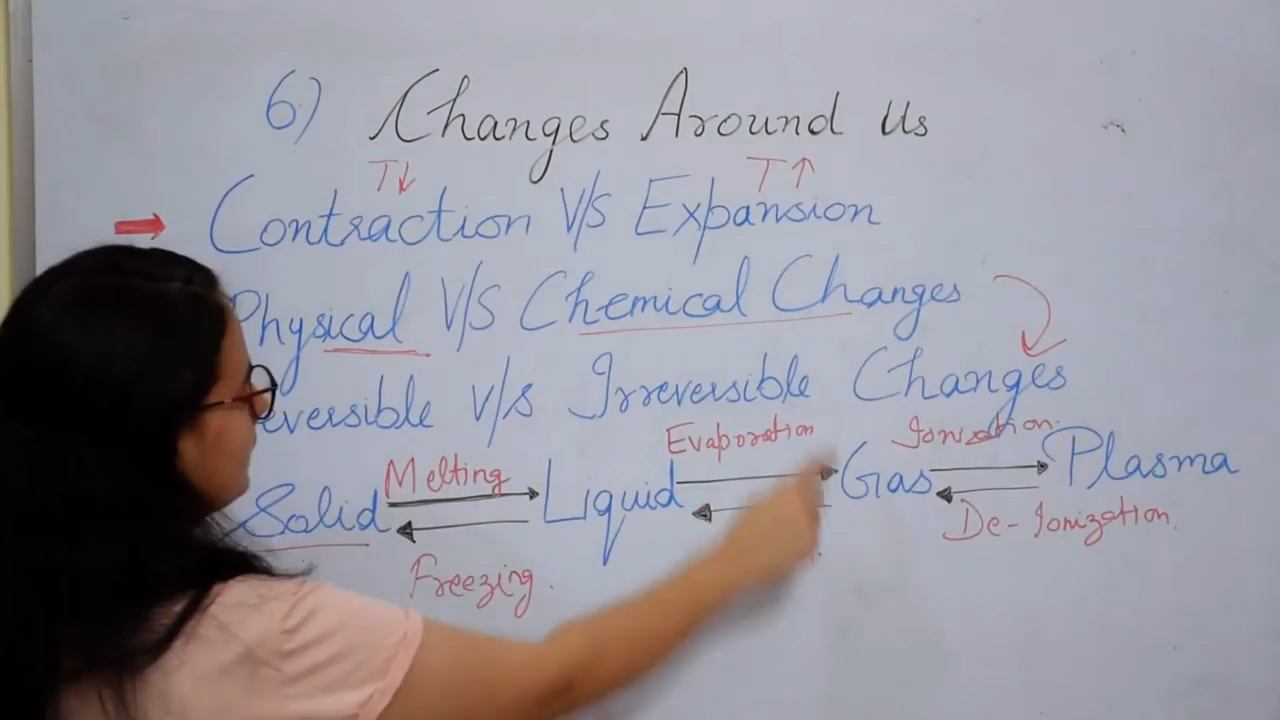 6) Changes Around Us
T↓ T↑
Contraction V/S Expansion
Physical V/S Chemical Changes
eversible v/s Irreversible Changes
Evaporation Ionization.
Melting
Solid Liquid Gas Plasma
De-Ionization.
Freezing.